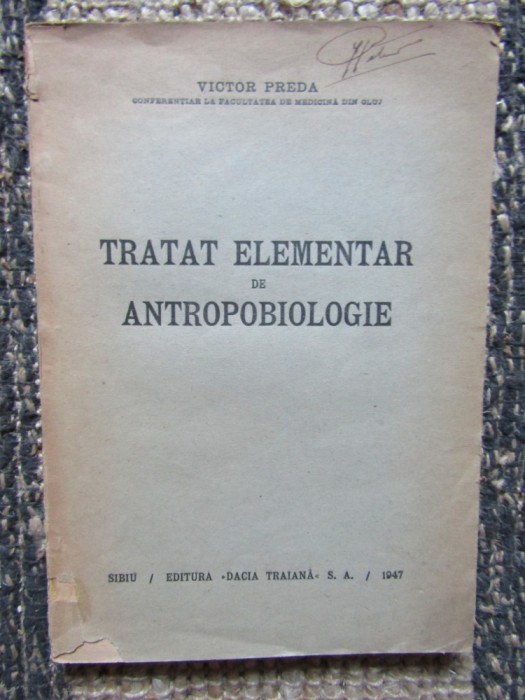 VICTOR PREDA
CONFERENȚIAR LA FACULTATEA DE MEDICINĂ DIN CLUJ
TRATAT ELEMENTAR
DE
ANTROPOBIOLOGIE
SIBIU / EDITURA «DACIA TRAIANĂ» S. A. / 1947